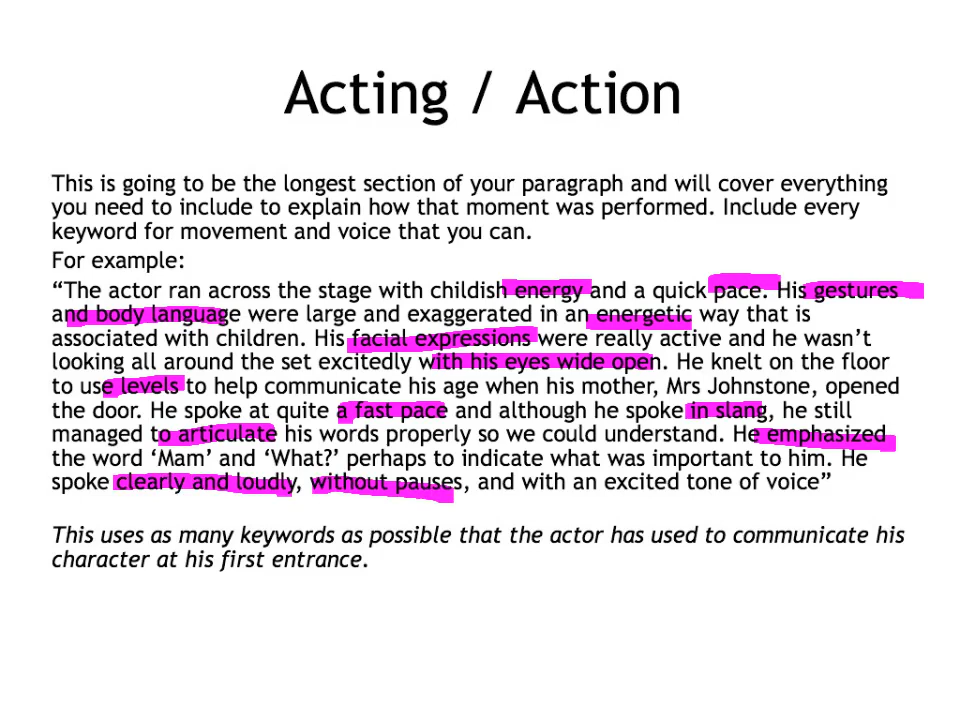 Acting / Action
This is going to be the longest section of your paragraph and will cover everything
you need to include to explain how that moment was performed. Include every
keyword for movement and voice that you can.
For example:
“The actor ran across the stage with childish energy and a quick pace. His gestures
and body language were large and exaggerated in an energetic way that is
associated with children. His facial expressions were really active and he wasn’t
looking all around the set excitedly with his eyes wide open. He knelt on the floor
to use levels to help communicate his age when his mother, Mrs Johnstone, opened
the door. He spoke at quite a fast pace and although he spoke in slang, he still
managed to articulate his words properly so we could understand. He emphasized
the word ‘Mam’ and ‘What?’ perhaps to indicate what was important to him. He
spoke clearly and loudly, without pauses, and with an excited tone of voice”
This uses as many keywords as possible that the actor has used to communicate his
character at his first entrance.